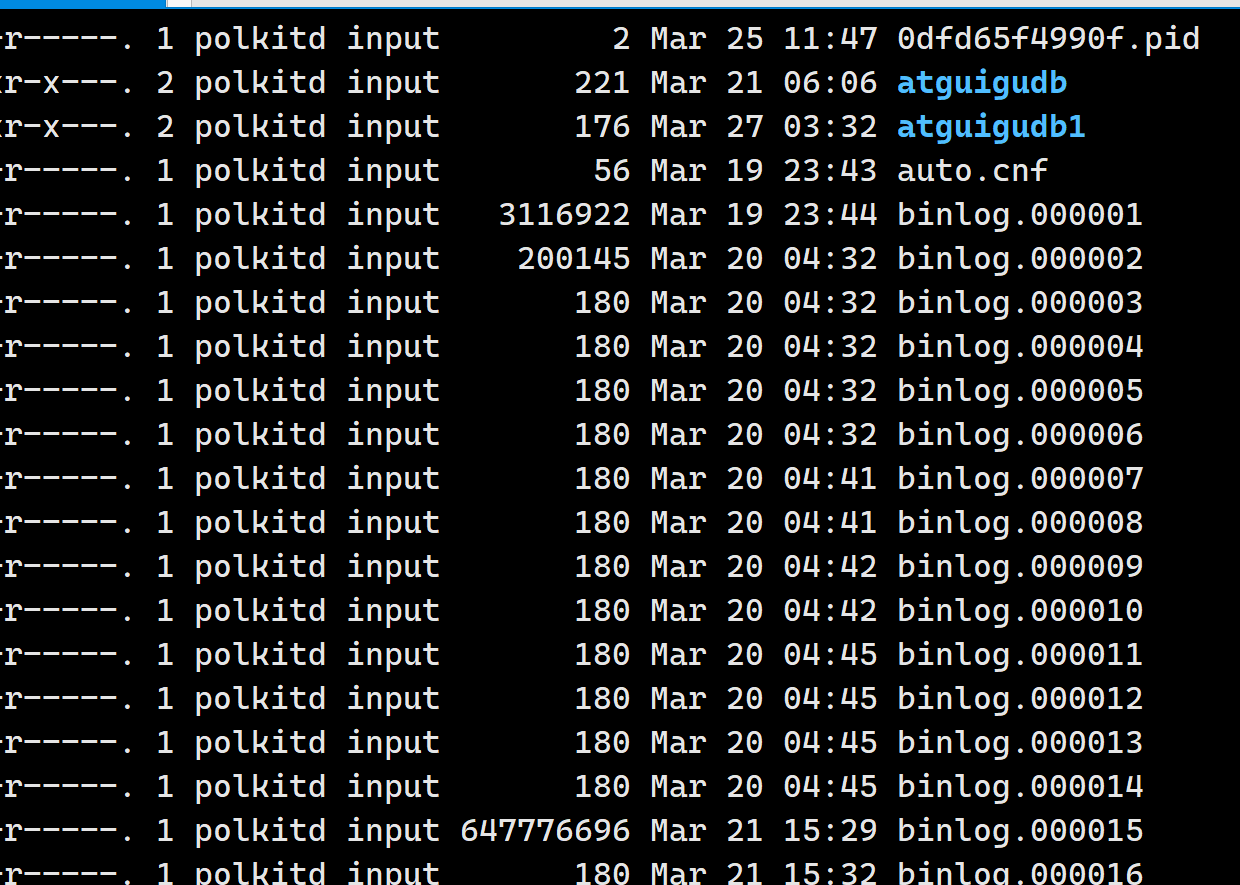 -r-----. 1 polkitd input         2 Mar 25 11:47 0dfd65f4990f.pid
xr-x---. 2 polkitd input       221 Mar 21 06:06 atguigudb
xr-x---. 2 polkitd input       176 Mar 27 03:32 atguigudb1
-r-----. 1 polkitd input        56 Mar 19 23:43 auto.cnf
-r-----. 1 polkitd input   3116922 Mar 19 23:44 binlog.000001
-r-----. 1 polkitd input    200145 Mar 20 04:32 binlog.000002
-r-----. 1 polkitd input       180 Mar 20 04:32 binlog.000003
-r-----. 1 polkitd input       180 Mar 20 04:32 binlog.000004
-r-----. 1 polkitd input       180 Mar 20 04:32 binlog.000005
-r-----. 1 polkitd input       180 Mar 20 04:32 binlog.000006
-r-----. 1 polkitd input       180 Mar 20 04:41 binlog.000007
-r-----. 1 polkitd input       180 Mar 20 04:41 binlog.000008
-r-----. 1 polkitd input       180 Mar 20 04:42 binlog.000009
-r-----. 1 polkitd input       180 Mar 20 04:42 binlog.000010
-r-----. 1 polkitd input       180 Mar 20 04:45 binlog.000011
-r-----. 1 polkitd input       180 Mar 20 04:45 binlog.000012
-r-----. 1 polkitd input       180 Mar 20 04:45 binlog.000013
-r-----. 1 polkitd input       180 Mar 20 04:45 binlog.000014
-r-----. 1 polkitd input 647776696 Mar 21 15:29 binlog.000015
-r-----. 1 polkitd input       180 Mar 21 15:32 binlog.000016